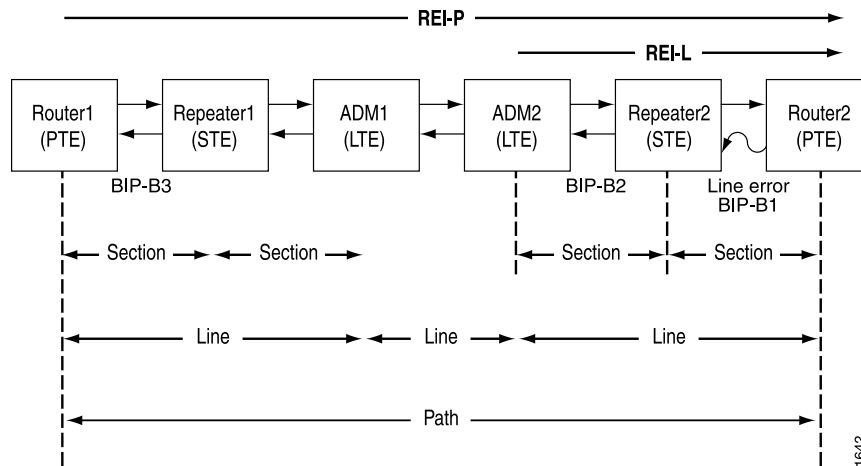 REI-P
REI-L
Router1 (PTE)
Repeater1 (STE)
ADM1 (LTE)
ADM2 (LTE)
Repeater2 (STE)
Router2 (PTE)
BIP-B3
BIP-B2
Line error
BIP-B1
Section
Section
Section
Section
Line
Line
Line
Path